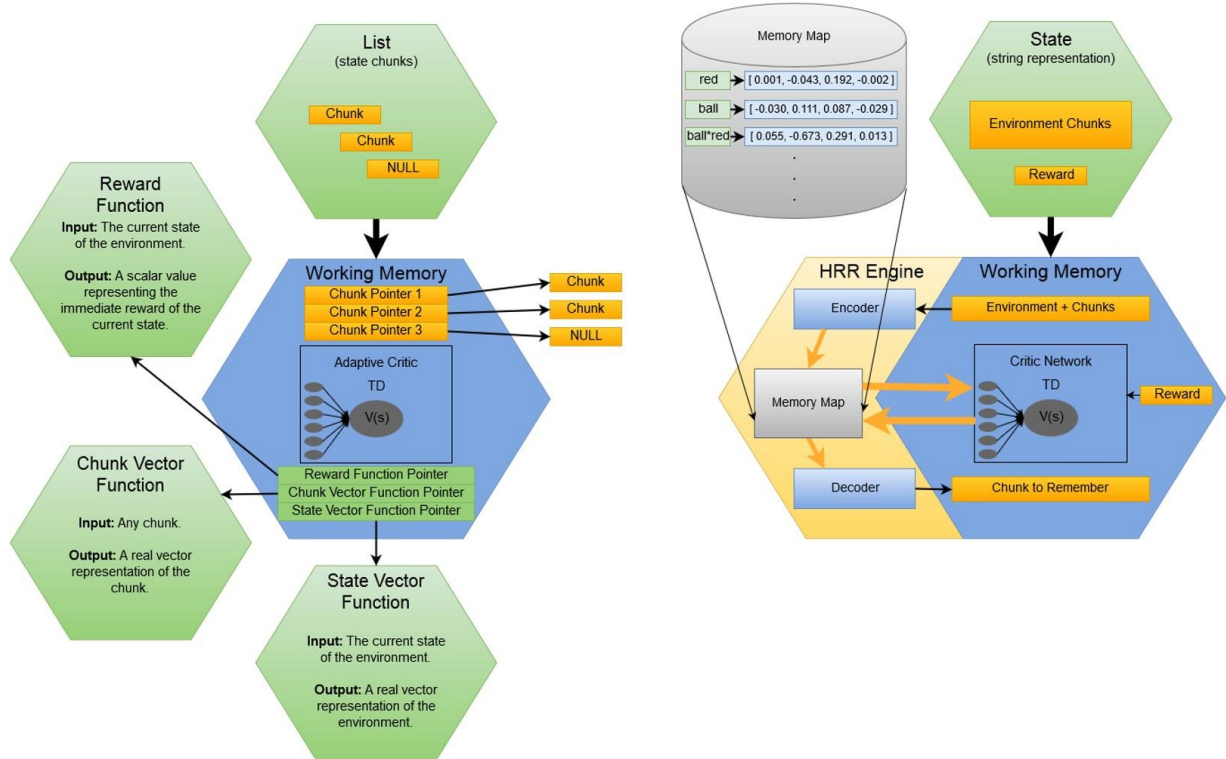 List
(state chunks)
Chunk
Chunk
NULL
Reward
Function
Input: The current state
of the environment.
Output: A scalar value
representing the
immediate reward of the
current state.
Working Memory
Chunk Pointer 1
Chunk Pointer 2
Chunk Pointer 3
Chunk
Chunk
NULL
Adaptive Critic
TD
V(s)
Reward Function Pointer
Chunk Vector Function Pointer
State Vector Function Pointer
Chunk Vector
Function
Input: Any chunk.
Output: A real vector
representation of the
chunk.
State Vector
Function
Input: The current state
of the environment.
Output: A real vector
representation of the
environment.
Memory Map
red
[ 0.001, -0.043, 0.192, -0.002 ]
ball
[ -0.030, 0.111, 0.087, -0.029 ]
ball*red
[ 0.055, -0.673, 0.291, 0.013 ]
.
.
.
State
(string representation)
Environment Chunks
Reward
HRR Engine
Working Memory
Encoder
Environment + Chunks
Memory Map
Critic Network
TD
V(s)
Reward
Decoder
Chunk to Remember